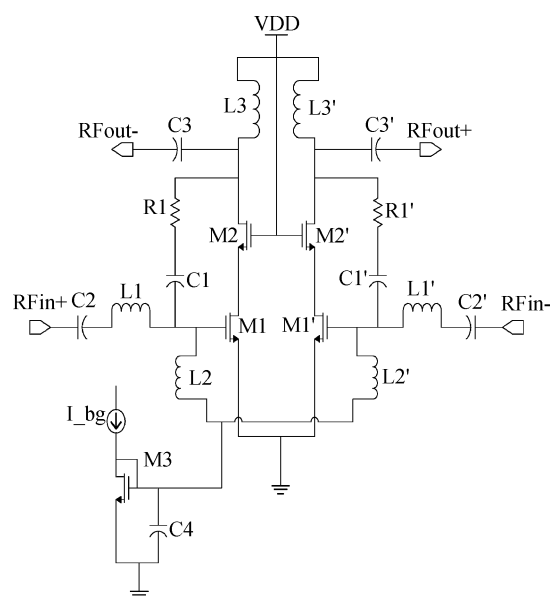 VDD
L3 L3'
RFout- C3 C3' RFout+
R1 R1'
M2 M2'
C1 C1'
RFin+ C2 L1 L1' C2' RFin-
M1 M1'
L2 L2'
I_bg
M3
C4